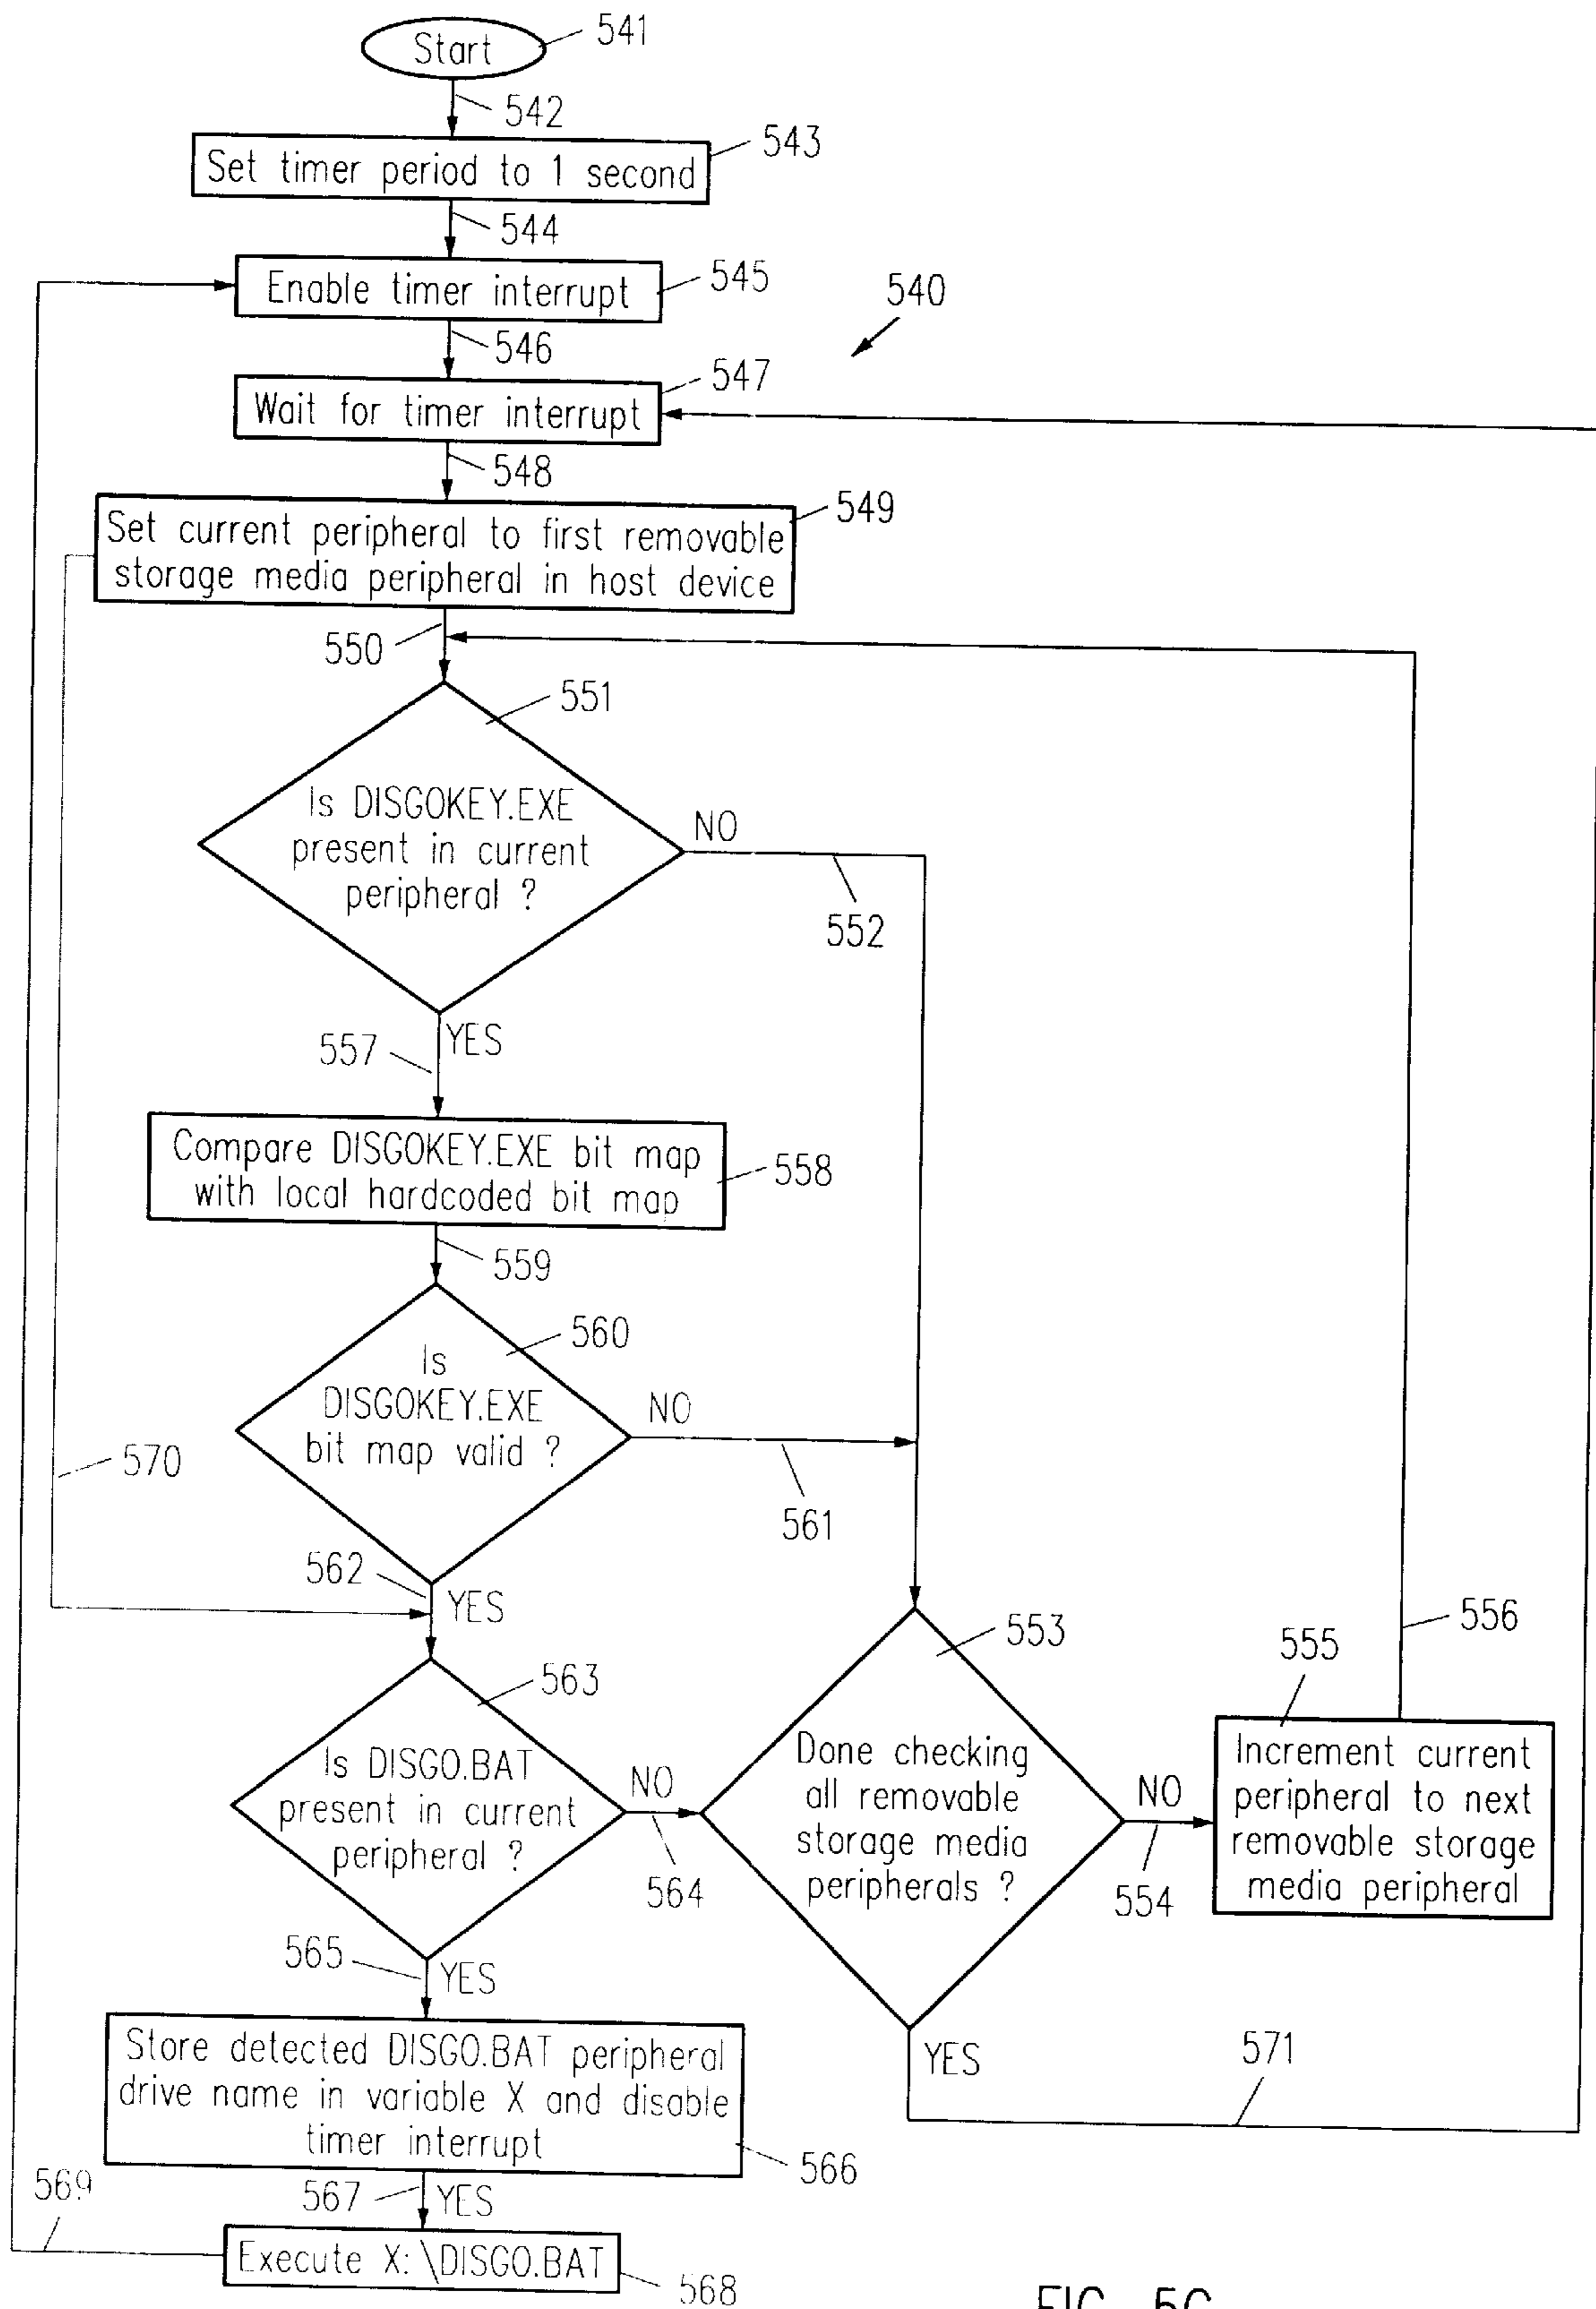 Start
541
542
Set timer period to 1 second
543
544
Enable timer interrupt
545
540
546
Wait for timer interrupt
547
548
Set current peripheral to first removable
storage media peripheral in host device
549
550
551
Is DISGOKEY.EXE
present in current
peripheral ?
NO
552
YES
557
Compare DISGOKEY.EXE bit map
with local hardcoded bit map
558
559
560
Is
DISGOKEY.EXE
bit map valid ?
NO
561
570
562
YES
563
Is DISGO.BAT
present in current
peripheral ?
NO
564
553
Done checking
all removable
storage media
peripherals ?
NO
554
555
556
Increment current
peripheral to next
removable storage
media peripheral
565
YES
YES
571
Store detected DISGO.BAT peripheral
drive name in variable X and disable
timer interrupt
566
569
567
YES
Execute X:\DISGO.BAT
568
FIG. 5C